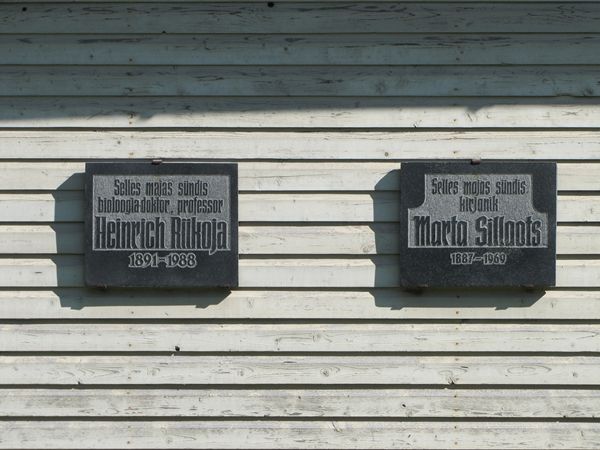 Selles majas sündis
bioloogiadoktor, professor
Heinrich Riikoja
1891–1988
Selles majas sündis
kirjanik
Marta Sillaots
1887–1969